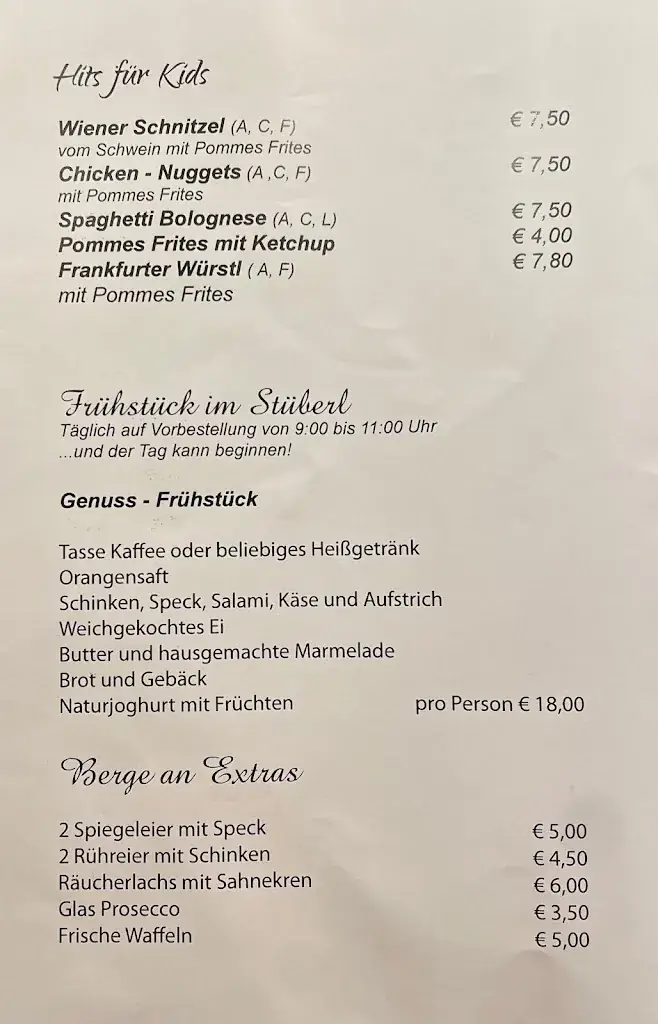 Hits für Kids
Wiener Schnitzel (A, C, F) € 7,50
vom Schwein mit Pommes Frites
Chicken - Nuggets (A ,C, F) € 7,50
mit Pommes Frites
Spaghetti Bolognese (A, C, L) € 7,50
Pommes Frites mit Ketchup € 4,00
Frankfurter Würstl ( A, F) € 7,80
mit Pommes Frites
Frühstück im Stüberl
Täglich auf Vorbestellung von 9:00 bis 11:00 Uhr
...und der Tag kann beginnen!
Genuss - Frühstück
Tasse Kaffee oder beliebiges Heißgetränk
Orangensaft
Schinken, Speck, Salami, Käse und Aufstrich
Weichgekochtes Ei
Butter und hausgemachte Marmelade
Brot und Gebäck
Naturjoghurt mit Früchten pro Person € 18,00
Berge an Extras
2 Spiegeleier mit Speck € 5,00
2 Rühreier mit Schinken € 4,50
Räucherlachs mit Sahnekren € 6,00
Glas Prosecco € 3,50
Frische Waffeln € 5,00